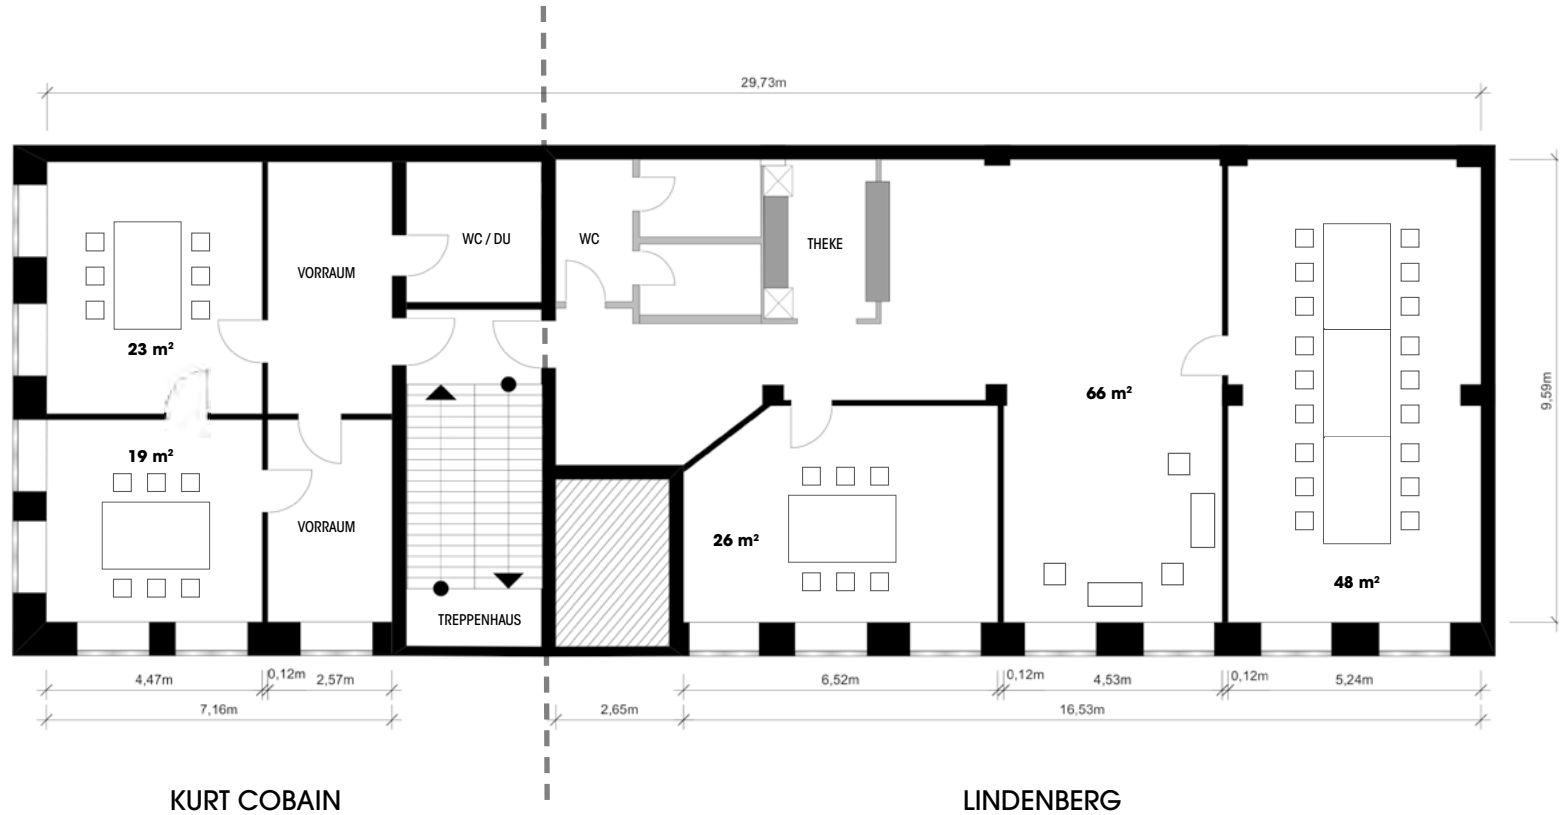 29,73m
WC / DU
WC
THEKE
VORRAUM
23 m²
9,59m
66 m²
19 m²
VORRAUM
26 m²
48 m²
TREPPENHAUS
4,47m
0,12m
2,57m
6,52m
0,12m
4,53m
0,12m
5,24m
7,16m
2,65m
16,53m
KURT COBAIN
LINDENBERG